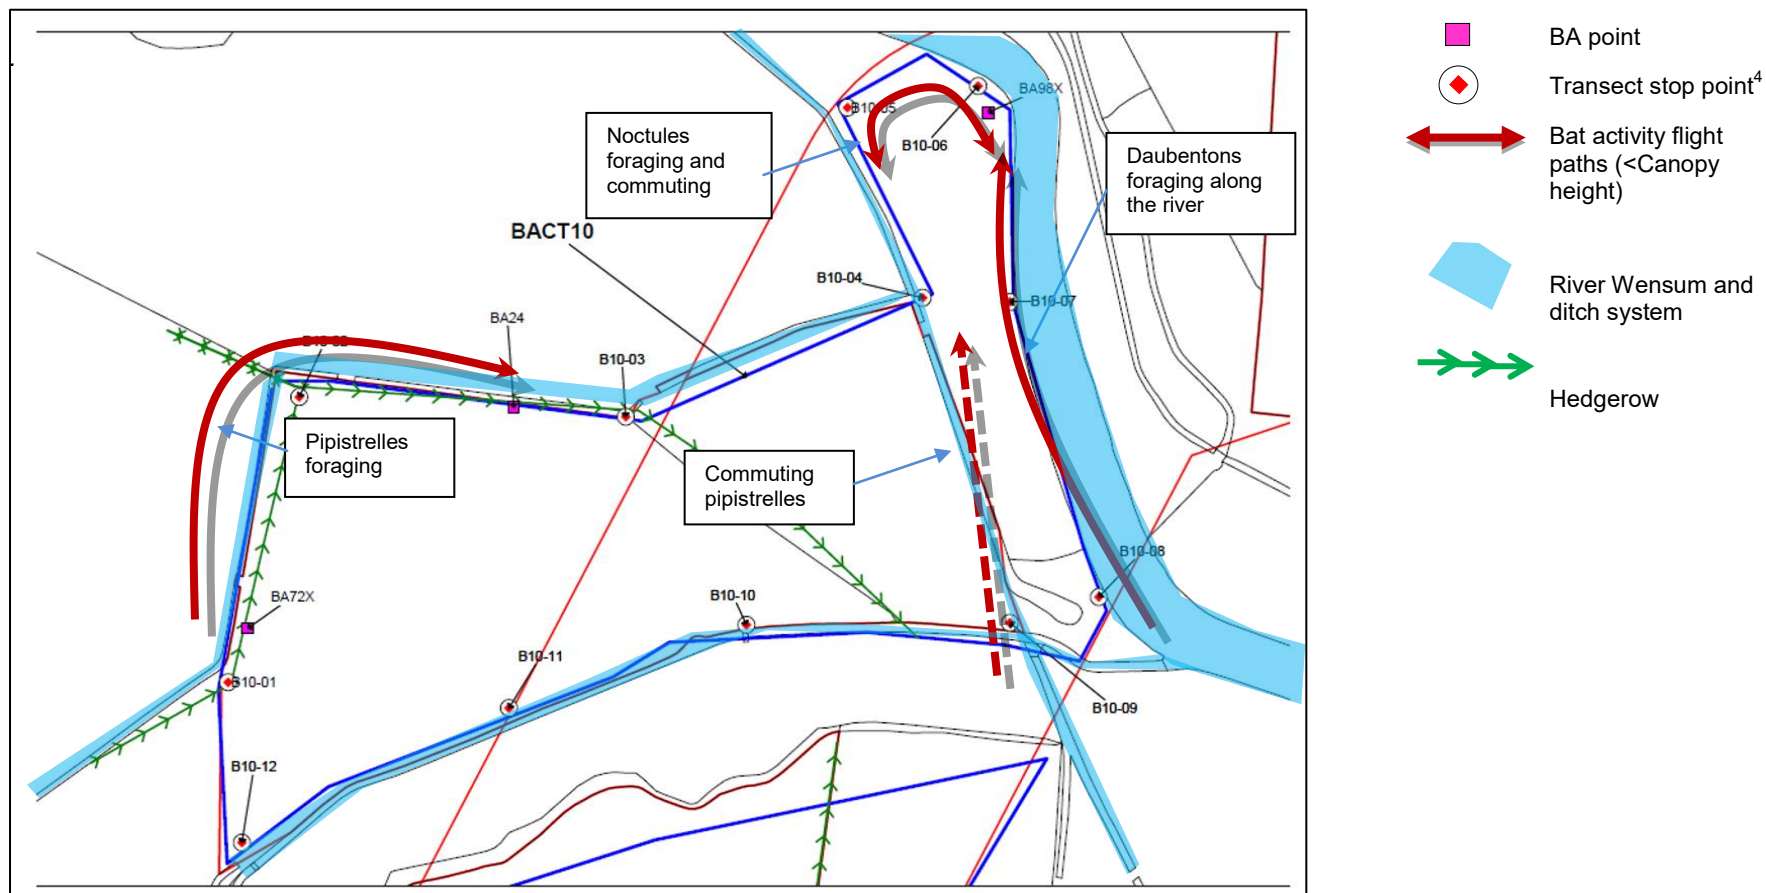 BA98X
B10-05
B10-06
Noctules
foraging and
commuting
Daubentons
foraging along
the river
BACT10
B10-04
B10-07
BA24
B10-02
B10-03
Pipistrelles
foraging
Commuting
pipistrelles
B10-08
BA72X
B10-10
B10-11
B10-01
B10-09
B10-12
BA point
Transect stop point4
Bat activity flight
paths (<Canopy
height)
River Wensum and
ditch system
Hedgerow